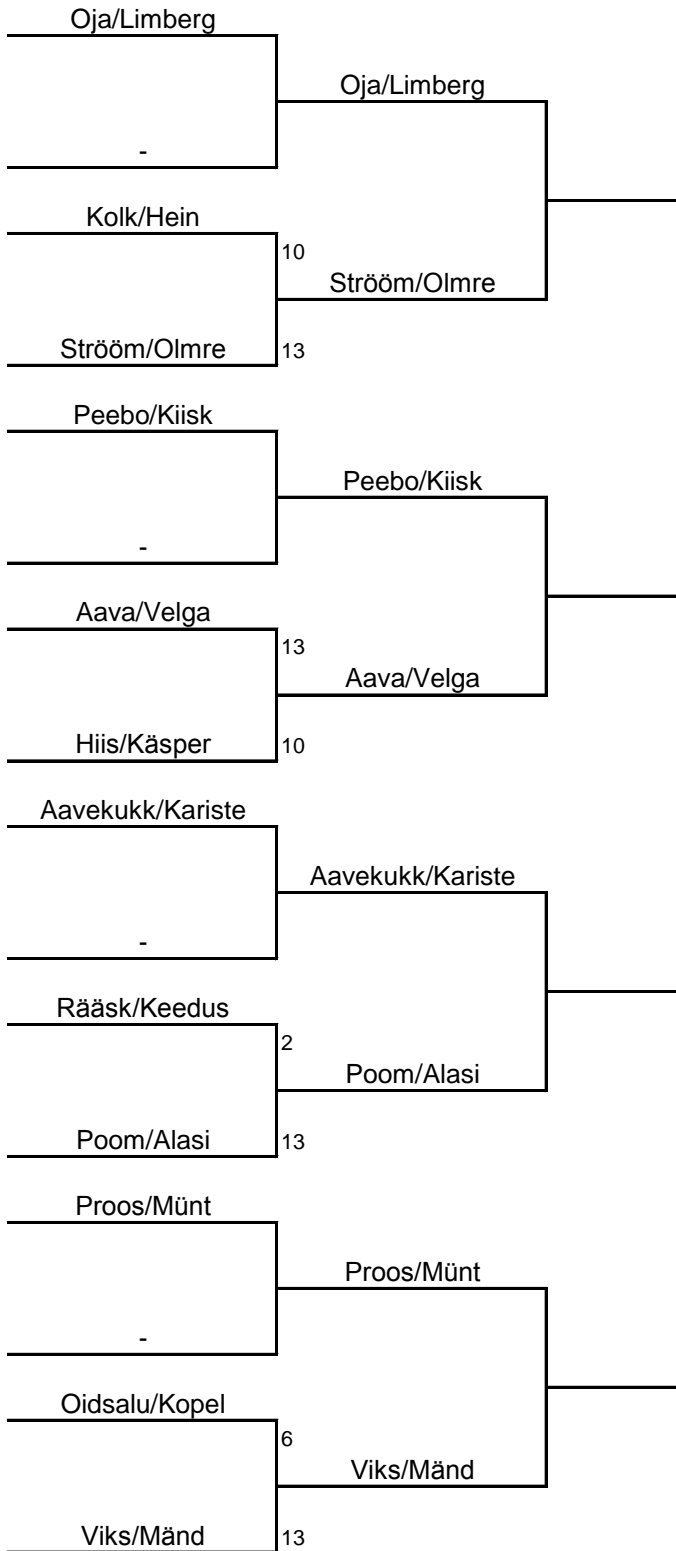 Oja/Limberg
Oja/Limberg
-
Kolk/Hein
10
Strööm/Olmre
Strööm/Olmre
13
Peebo/Kiisk
Peebo/Kiisk
-
Aava/Velga
13
Aava/Velga
Hiis/Käsper
10
Aavekukk/Kariste
Aavekukk/Kariste
-
Rääsk/Keedus
2
Poom/Alasi
Poom/Alasi
13
Proos/Münt
Proos/Münt
-
Oidsalu/Kopel
6
Viks/Mänd
Viks/Mänd
13